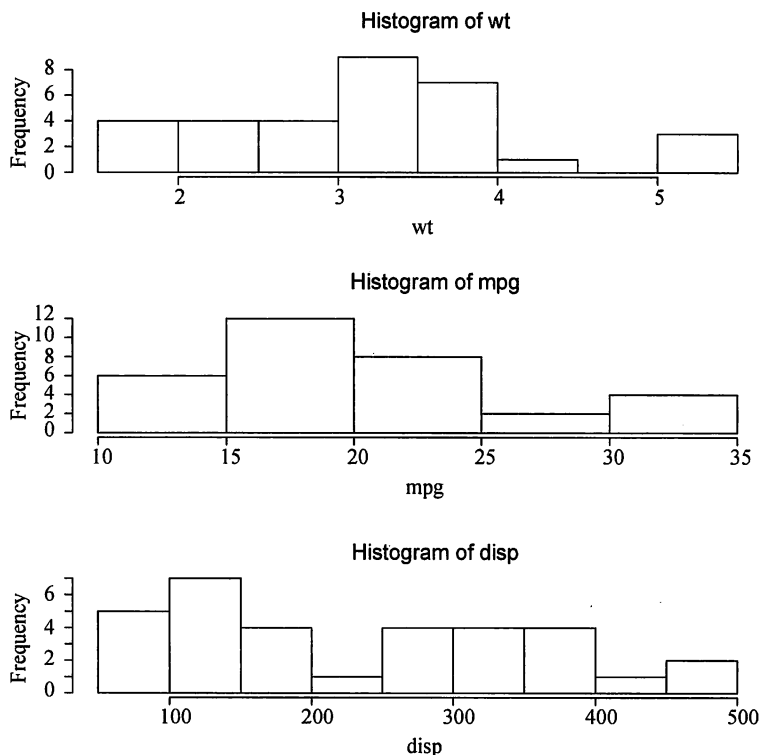 Histogram of wt
Frequency
8
6
4
2
0
2 3 4 5
wt
Histogram of mpg
Frequency
12
10
8
6
4
2
0
10 15 20 25 30 35
mpg
Histogram of disp
Frequency
6
4
2
0
100 200 300 400 500
disp